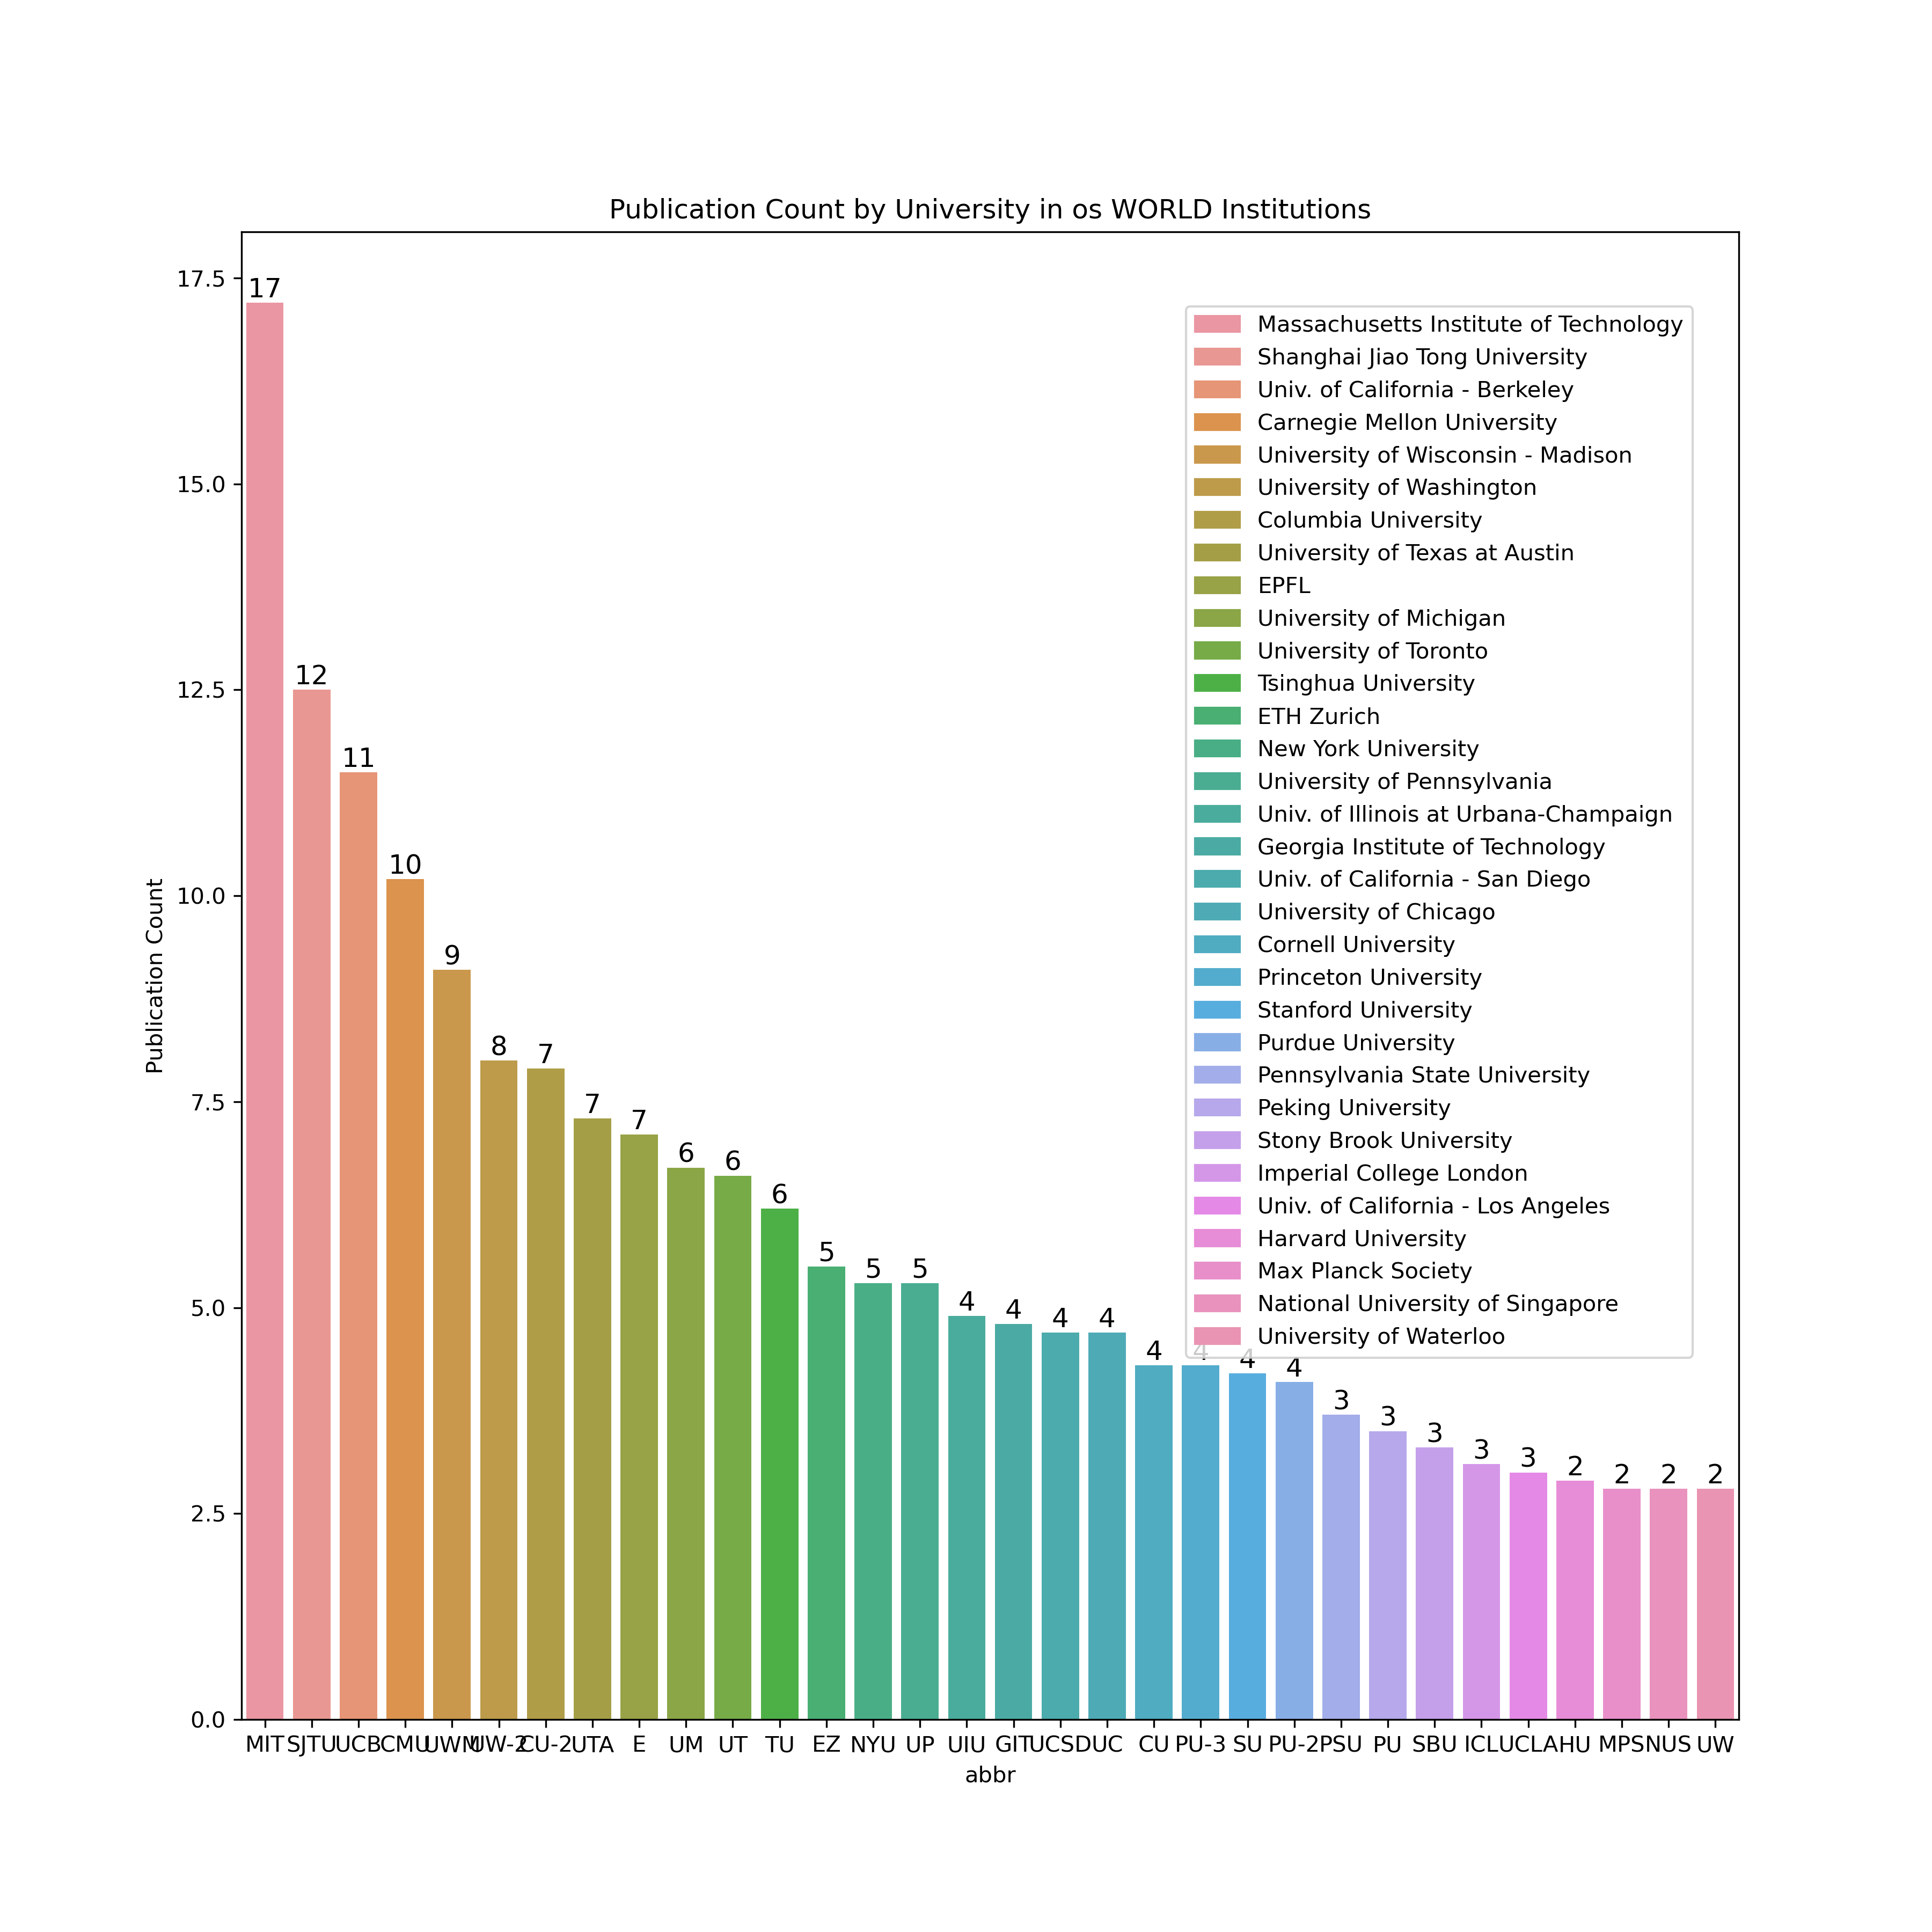 Publication Count by University in os WORLD Institutions
17.5
15.0
12.5
10.0
7.5
5.0
2.5
0.0
Publication Count
17
12
11
10
9
8
7
7
7
6
6
6
5
5
5
4
4
4
4
4
4
4
4
3
3
3
3
3
2
2
2
2
Massachusetts Institute of Technology
Shanghai Jiao Tong University
Univ. of California - Berkeley
Carnegie Mellon University
University of Wisconsin - Madison
University of Washington
Columbia University
University of Texas at Austin
EPFL
University of Michigan
University of Toronto
Tsinghua University
ETH Zurich
New York University
University of Pennsylvania
Univ. of Illinois at Urbana-Champaign
Georgia Institute of Technology
Univ. of California - San Diego
University of Chicago
Cornell University
Princeton University
Stanford University
Purdue University
Pennsylvania State University
Peking University
Stony Brook University
Imperial College London
Univ. of California - Los Angeles
Harvard University
Max Planck Society
National University of Singapore
University of Waterloo
MIT SJTU UCB CMU UWM UW-2 CU-2 UTA E UM UT TU EZ NYU UP UIU GIT UCSD UC CU PU-3 SU PU-2 PSU PU SBU ICL UCLA HU MPS NUS UW
abbr